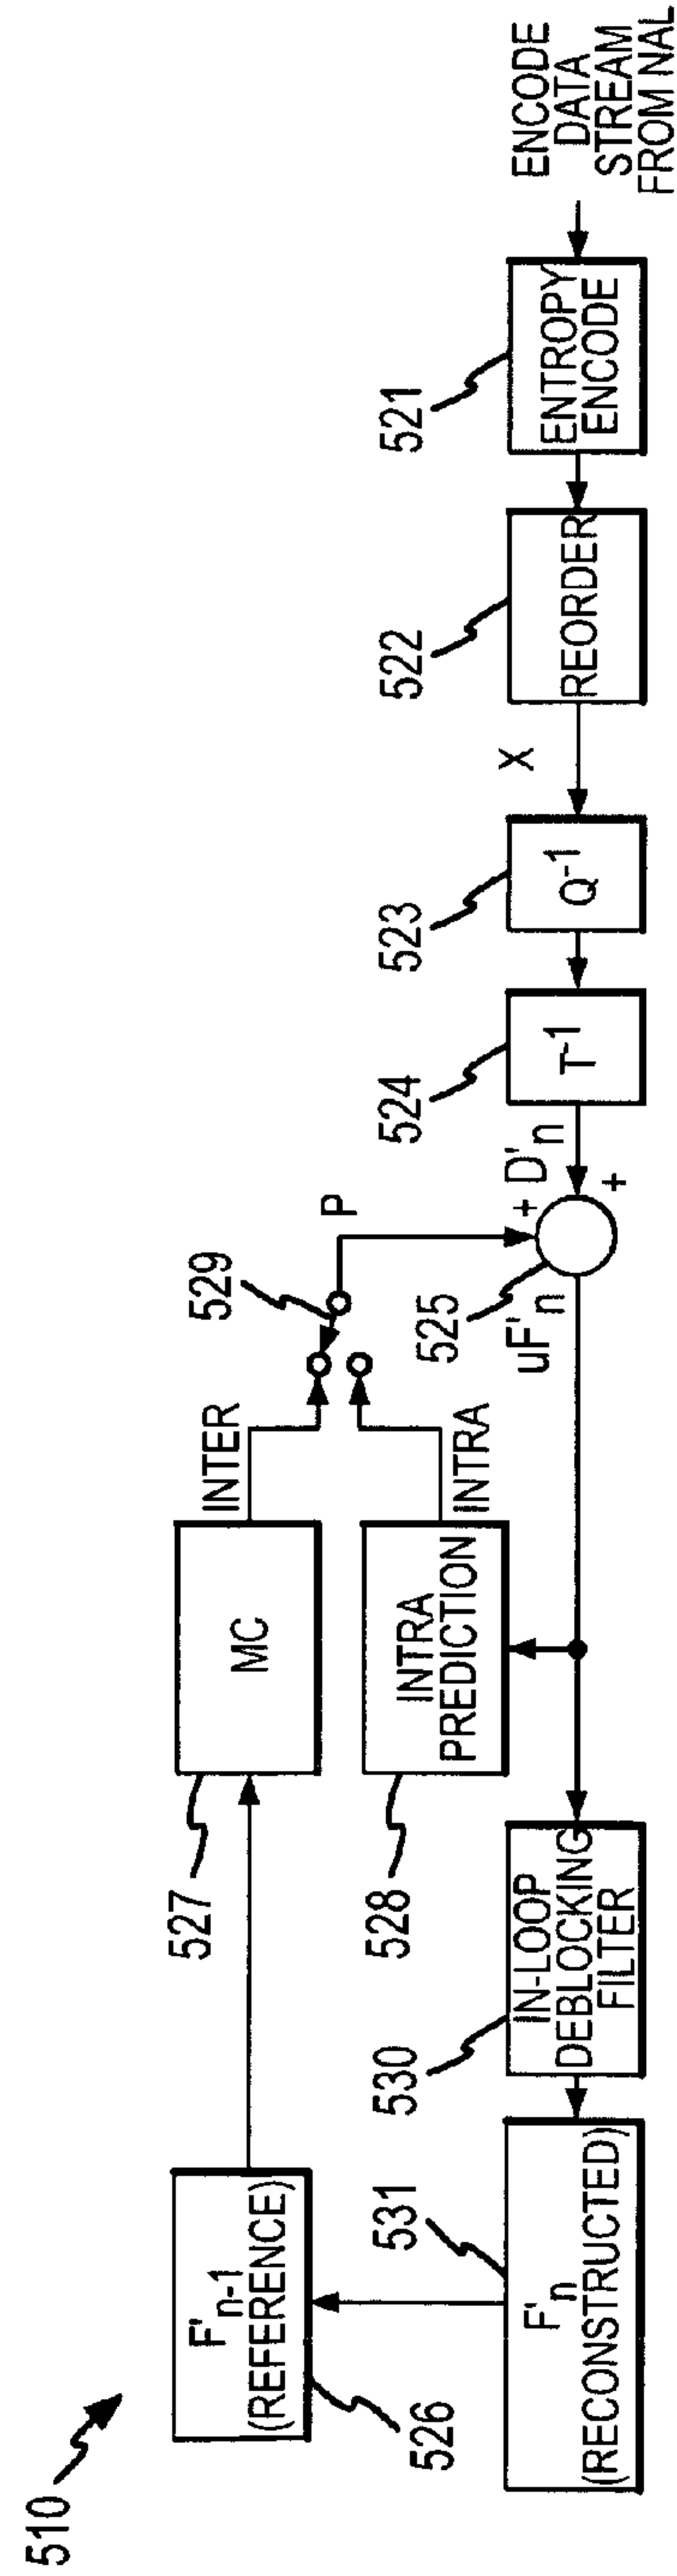 510
F'n-1
(REFERENCE)
526
527
MC
INTER
529
P
F'n
(RECONSTRUCTED)
531
530
IN-LOOP
DEBLOCKING
FILTER
528
INTRA
PREDICTION
INTRA
525
uF'n
+
D'n
+
524
T-1
523
Q-1
X
522
REORDER
521
ENTROPY
ENCODE
ENCODE
DATA
STREAM
FROM NAL